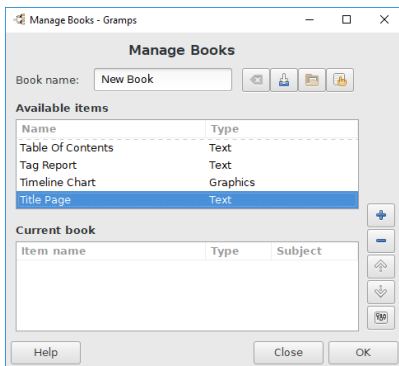 Manage Books - Gramps
Manage Books
Book name: New Book
Available items
Name Type
Table Of Contents Text
Tag Report Text
Timeline Chart Graphics
Title Page Text
Current book
Item name Type Subject
Help Close OK